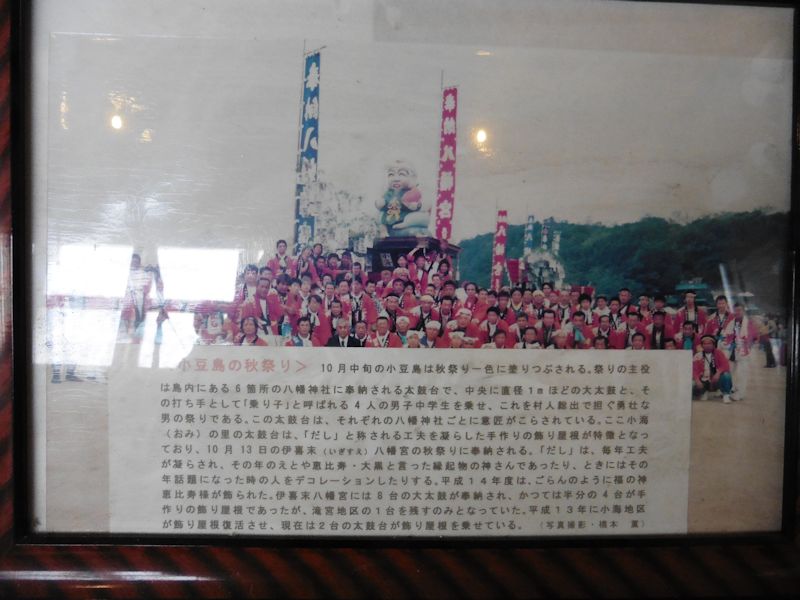 奉納八幡
奉納八幡宮
小豆島の秋祭り＞ 10月中旬の小豆島は秋祭り一色に塗りつぶされる。祭りの主役
は島内にある6箇所の八幡神社に奉納される太鼓台で、中央に直径1mほどの大太鼓と、そ
の打ち手として「乗り子」と呼ばれる4人の男子中学生を乗せ、これを村人総出で担ぐ勇壮な
男の祭りである。この太鼓台は、それぞれの八幡神社ごとに意匠がこらされている。ここ小海
（おみ）の里の太鼓台は、「だし」と称される工夫を凝らした手作りの飾り屋根が特徴となっ
ており、10月13日の伊喜末（いぎすえ）八幡宮の秋祭りに奉納される。「だし」は、毎年工夫
が凝らされ、その年のえとや恵比寿・大黒と言った縁起物の神さんであったり、ときにはその
年話題になった時の人をデコレーションしたりする。平成14年度は、ごらんのように福の神
恵比寿様が飾られた。伊喜末八幡宮には8台の大太鼓が奉納され、かつては半分の4台が手
作りの飾り屋根であったが、滝宮地区の1台を残すのみとなっていた。平成13年に小海地区
が飾り屋根復活させ、現在は2台の太鼓台が飾り屋根を乗せている。（写真撮影・橋本 薫）